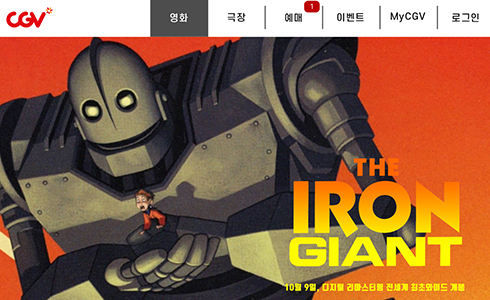 CGV
영화 극장 예매 1 이벤트 MyCGV 로그인
THE
IRON
GIANT
10월 9일, 디지털 리마스터링 전세계 최초와이드 개봉